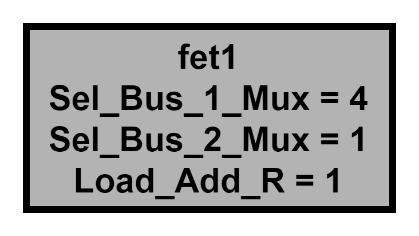 fet1
Sel_Bus_1_Mux = 4
Sel_Bus_2_Mux = 1
Load_Add_R = 1